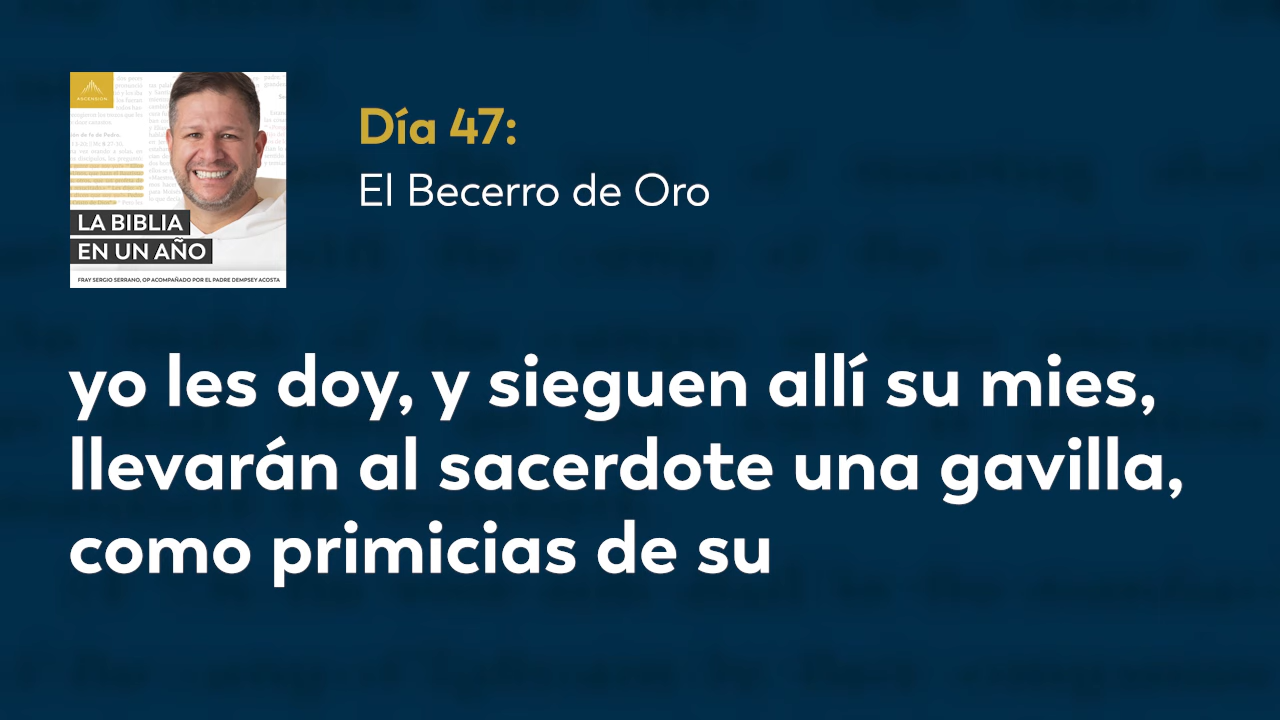 ASCENSION
LA BIBLIA
EN UN AÑO
FRAY SERGIO SERRANO, OP ACOMPAÑADO POR EL PADRE DEMPSEY ACOSTA
Día 47:
El Becerro de Oro
yo les doy, y sieguen allí su mies,
llevarán al sacerdote una gavilla,
como primicias de su